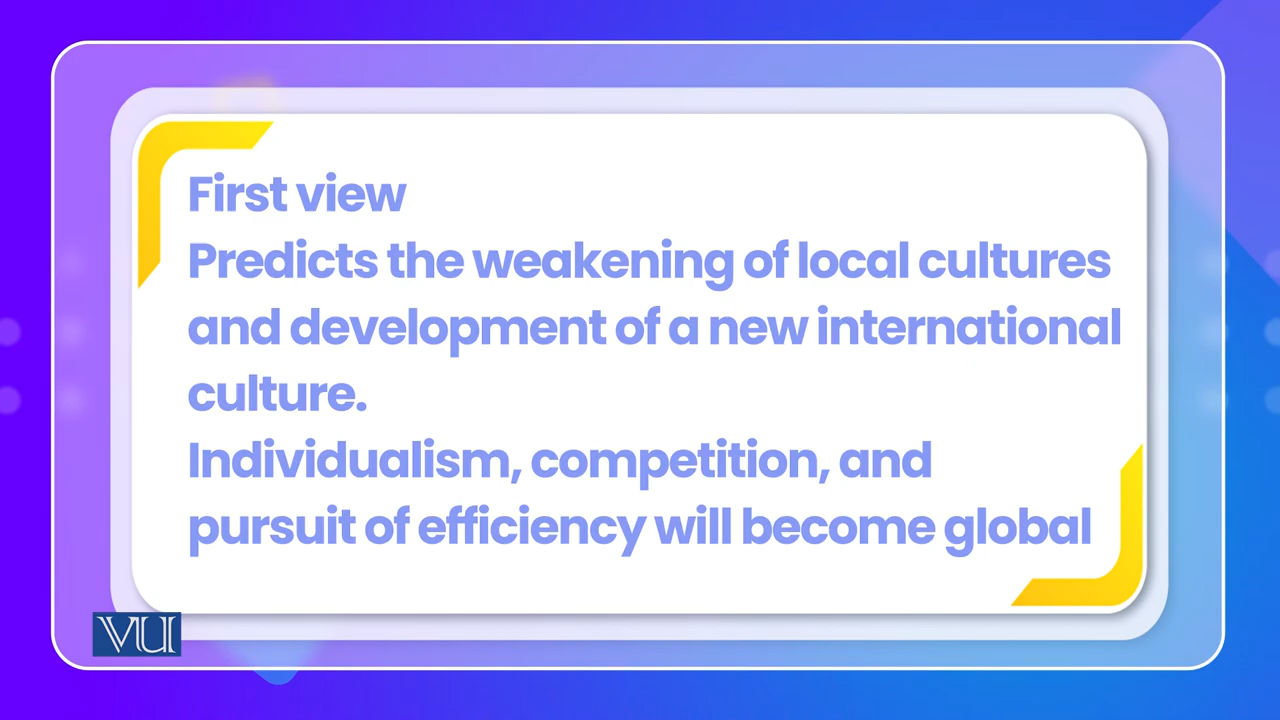 First view
Predicts the weakening of local cultures
and development of a new international
culture.
Individualism, competition, and
pursuit of efficiency will become global
VU